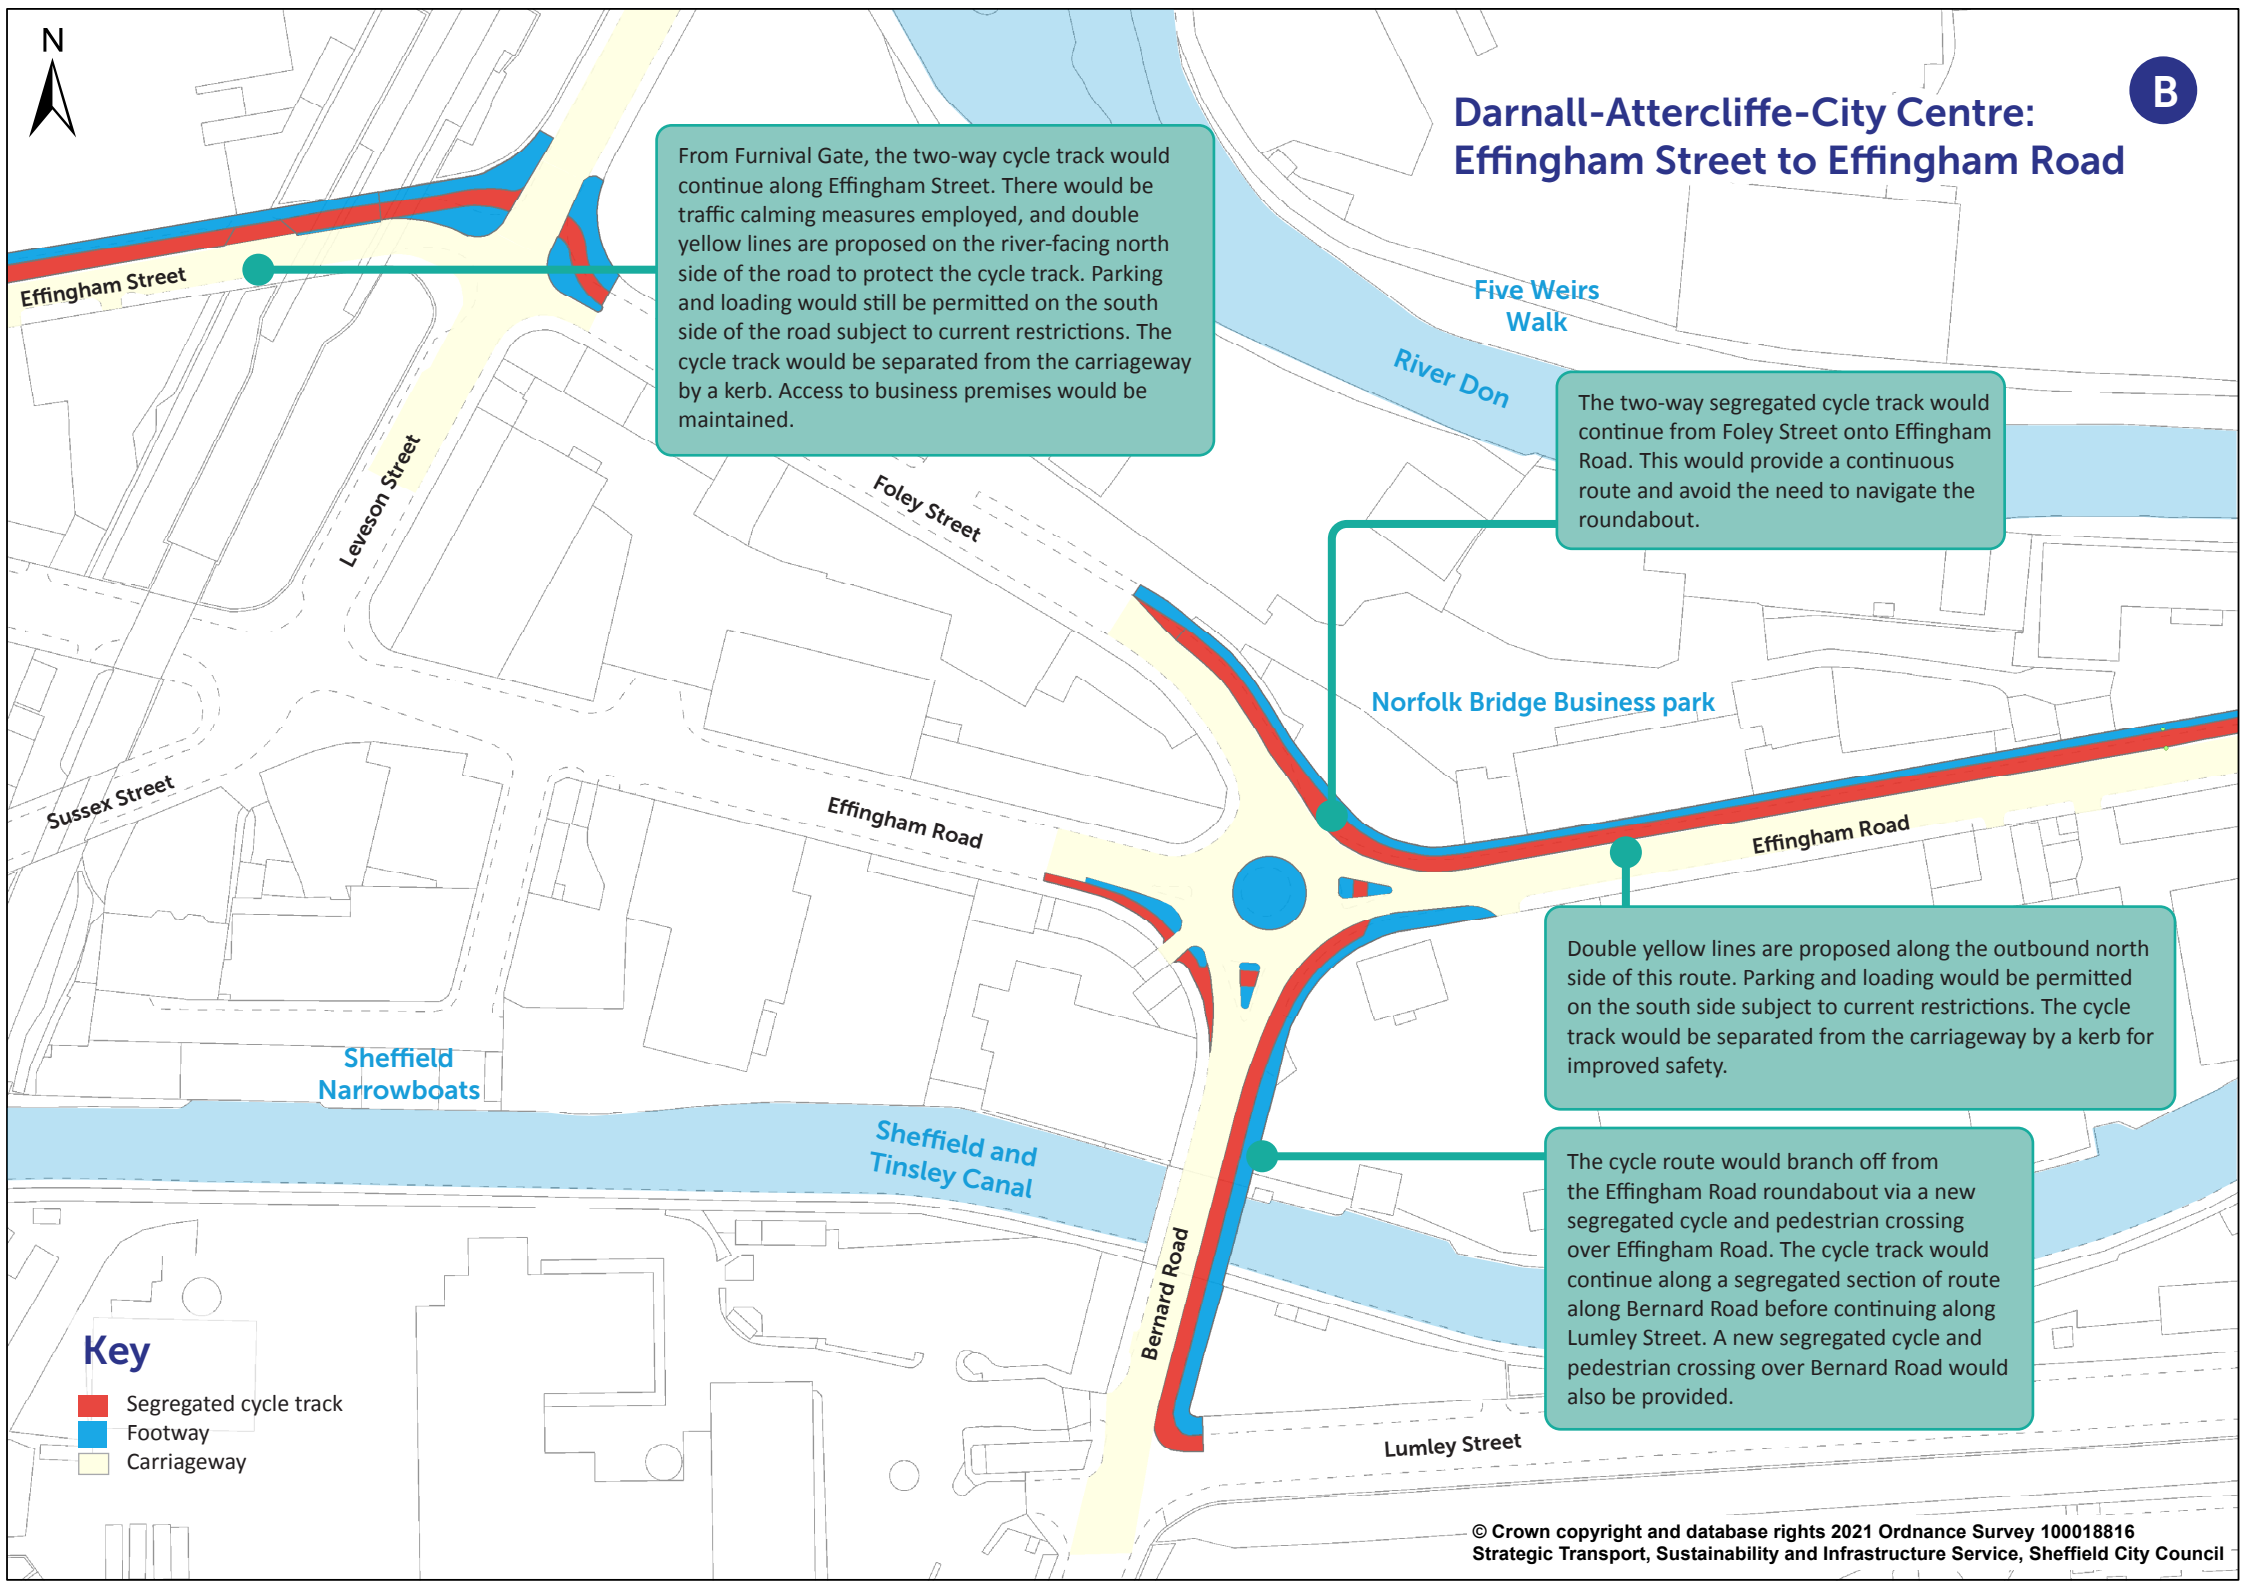 N
B
Darnall-Attercliffe-City Centre:
Effingham Street to Effingham Road
From Furnival Gate, the two-way cycle track would
continue along Effingham Street. There would be
traffic calming measures employed, and double
yellow lines are proposed on the river-facing north
side of the road to protect the cycle track. Parking
and loading would still be permitted on the south
side of the road subject to current restrictions. The
cycle track would be separated from the carriageway
by a kerb. Access to business premises would be
maintained.
Effingham Street
Five Weirs
Walk
River Don
The two-way segregated cycle track would
continue from Foley Street onto Effingham
Road. This would provide a continuous
route and avoid the need to navigate the
roundabout.
Leveson Street
Foley Street
Norfolk Bridge Business park
Sussex Street
Effingham Road
Effingham Road
Double yellow lines are proposed along the outbound north
side of this route. Parking and loading would be permitted
on the south side subject to current restrictions. The cycle
track would be separated from the carriageway by a kerb for
improved safety.
Sheffield
Narrowboats
Sheffield and
Tinsley Canal
The cycle route would branch off from
the Effingham Road roundabout via a new
segregated cycle and pedestrian crossing
over Effingham Road. The cycle track would
continue along a segregated section of route
along Bernard Road before continuing along
Lumley Street. A new segregated cycle and
pedestrian crossing over Bernard Road would
also be provided.
Bernard Road
Key
Segregated cycle track
Footway
Carriageway
Lumley Street
© Crown copyright and database rights 2021 Ordnance Survey 100018816
Strategic Transport, Sustainability and Infrastructure Service, Sheffield City Council